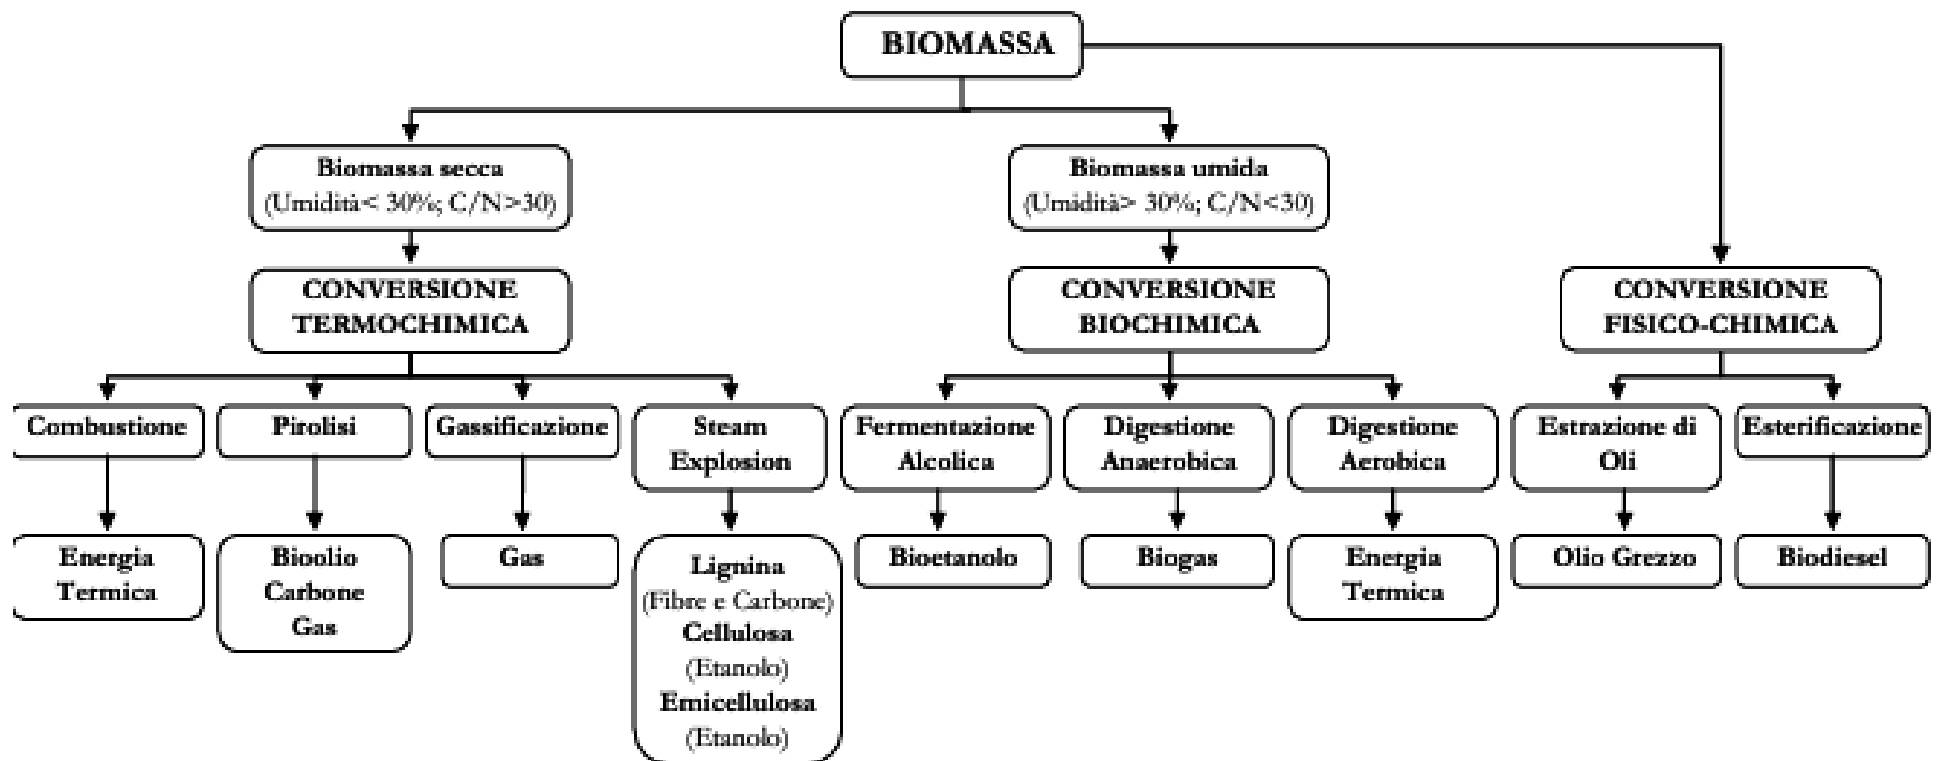 BIOMASSA
Biomassa secca
(Umidità< 30%; C/N>30)
Biomassa umida
(Umidità> 30%; C/N<30)
CONVERSIONE
TERMOCHIMICA
CONVERSIONE
BIOCHIMICA
CONVERSIONE
FISICO-CHIMICA
Combustione
Pirolisi
Gassificazione
Steam
Explosion
Fermentazione
Alcolica
Digestione
Anaerobica
Digestione
Aerobica
Estrazione di
Oli
Esterificazione
Energia
Termica
Bioolio
Carbone
Gas
Gas
Lignina
(Fibre e Carbone)
Cellulosa
(Etanolo)
Emicellulosa
(Etanolo)
Bioetanolo
Biogas
Energia
Termica
Olio Grezzo
Biodiesel